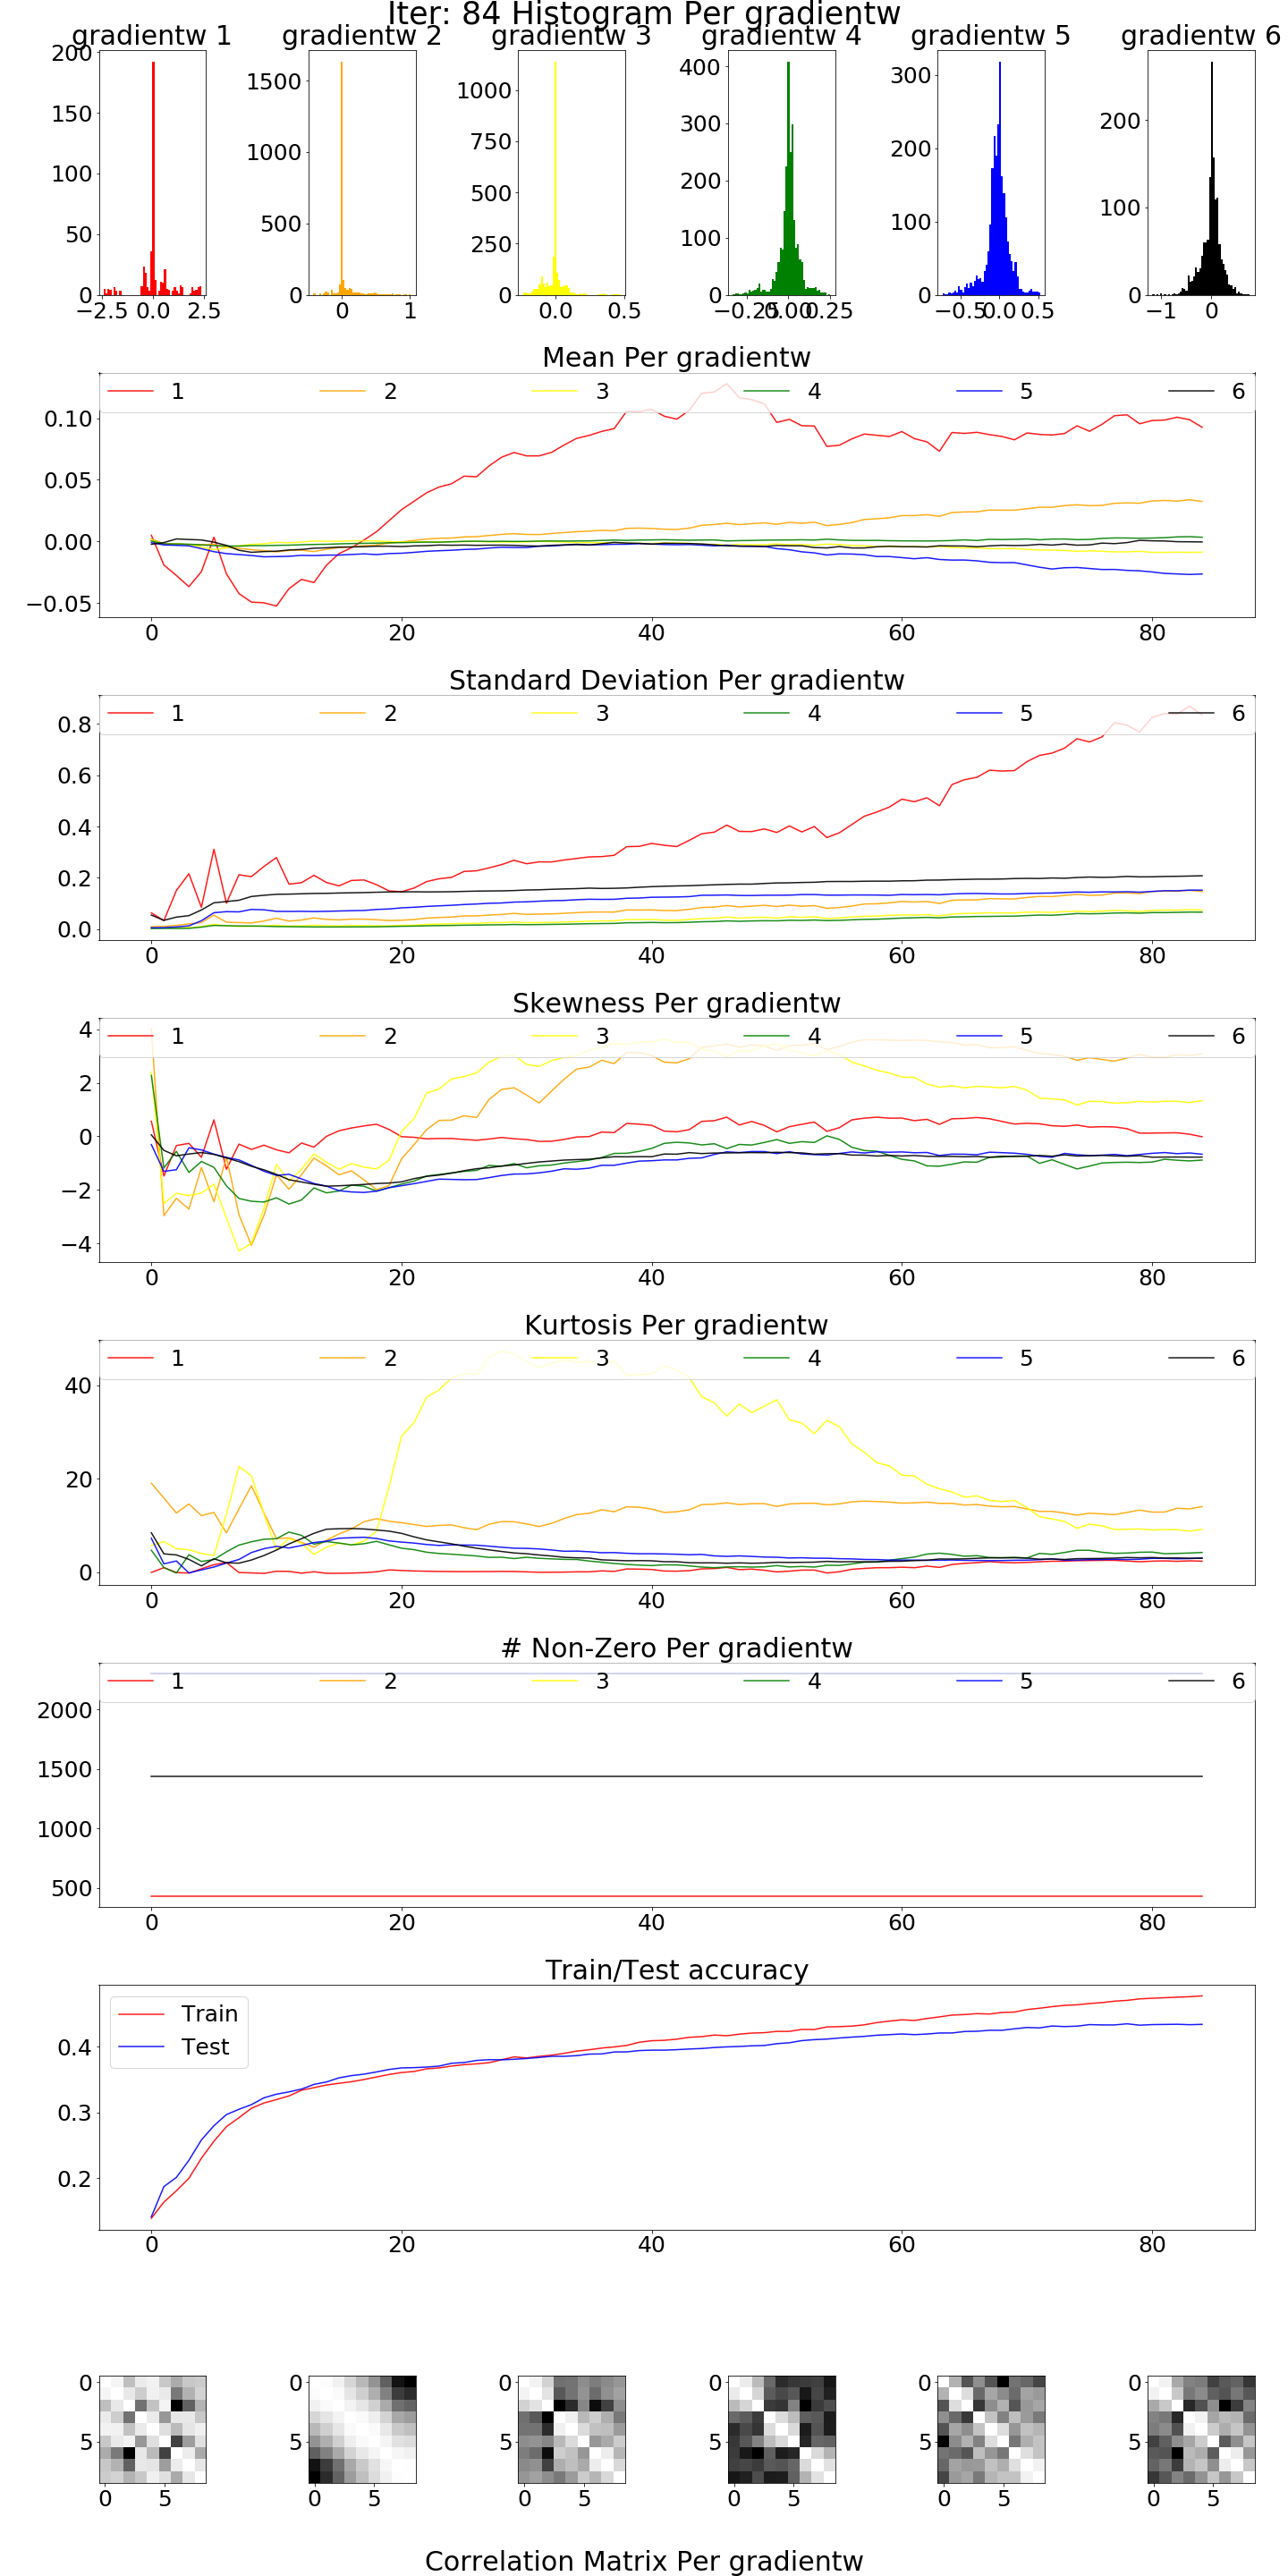 Iter: 84 Histogram Per gradientw
gradientw 1 gradientw 2 gradientw 3 gradientw 4 gradientw 5 gradientw 6
200
150
100
50
0
−2.5 0.0 2.5
1500
1000
500
0
0 1
1000
750
500
250
0
0.0 0.5
400
300
200
100
0
−0.25 0.00 0.25
300
200
100
0
−0.5 0.0 0.5
200
100
0
−1 0
Mean Per gradientw
1 2 3 4 5 6
0.10
0.05
0.00
−0.05
0 20 40 60 80
Standard Deviation Per gradientw
1 2 3 4 5 6
0.8
0.6
0.4
0.2
0.0
0 20 40 60 80
Skewness Per gradientw
1 2 3 4 5 6
4
2
0
−2
−4
0 20 40 60 80
Kurtosis Per gradientw
1 2 3 4 5 6
40
20
0
0 20 40 60 80
# Non-Zero Per gradientw
1 2 3 4 5 6
2000
1500
1000
500
0 20 40 60 80
Train/Test accuracy
Train
Test
0.4
0.3
0.2
0 20 40 60 80
0 0 0 0 0 0
5 5 5 5 5 5
0 5 0 5 0 5 0 5 0 5 0 5
Correlation Matrix Per gradientw